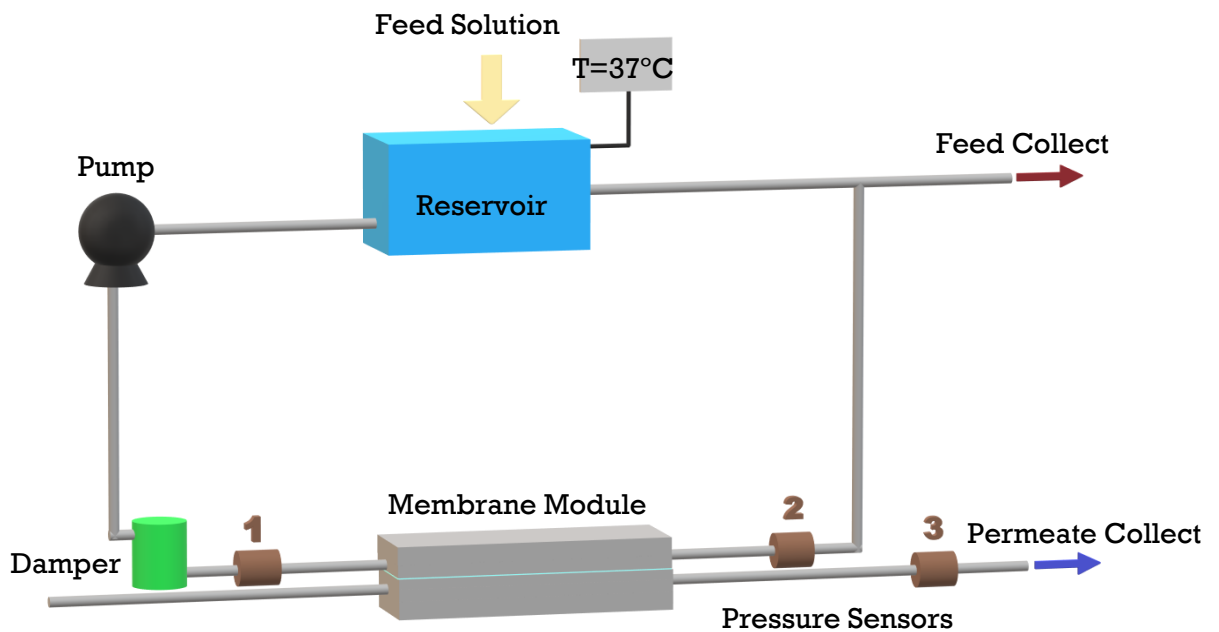 Feed Solution
T=37°C
Feed Collect
Pump
Reservoir
Membrane Module
1
2
3
Permeate Collect
Damper
Pressure Sensors